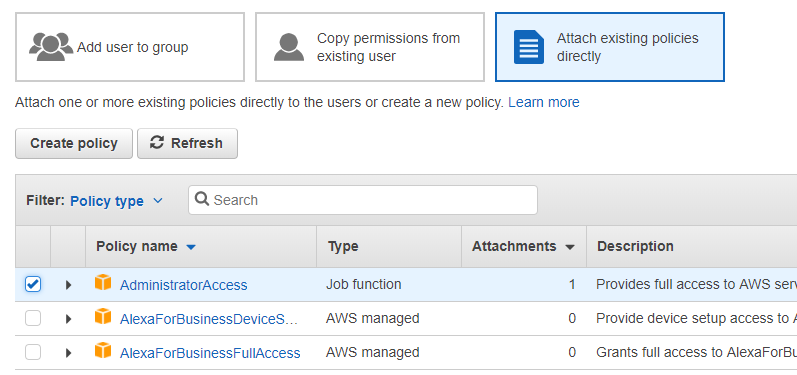 Add user to group
Copy permissions from
existing user
Attach existing policies
directly
Attach one or more existing policies directly to the users or create a new policy. Learn more
Create policy Refresh
Filter: Policy type Search
Policy name Type Attachments Description
AdministratorAccess Job function 1 Provides full access to AWS serv
AlexaForBusinessDeviceS... AWS managed 0 Provide device setup access to A
AlexaForBusinessFullAccess AWS managed 0 Grants full access to AlexaForBu